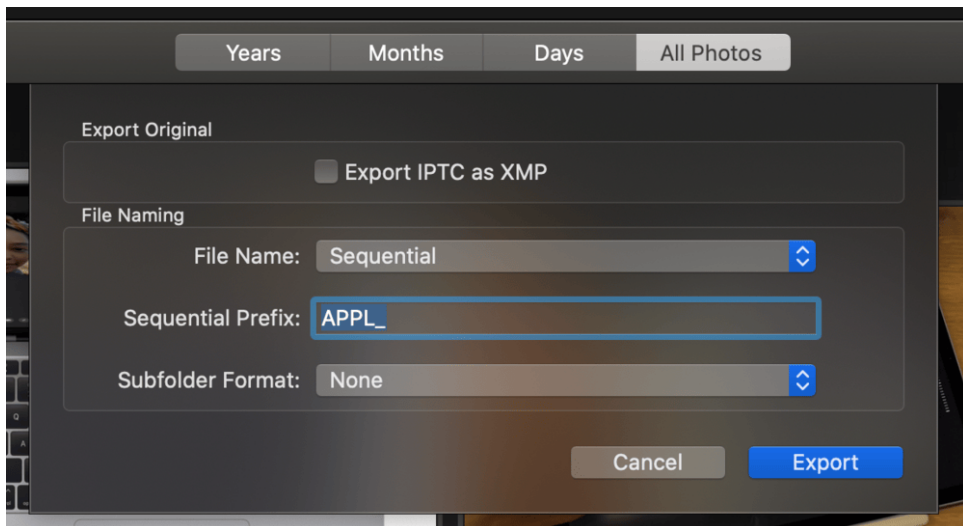 Years Months Days All Photos
Export Original
Export IPTC as XMP
File Naming
File Name: Sequential
Sequential Prefix: APPL_
Subfolder Format: None
Cancel Export